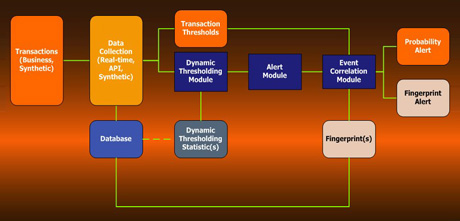 Transactions
(Business,
Synthetic)
Data
Collection
(Real-time,
API,
Synthetic)
Transaction
Thresholds
Dynamic
Thresholding
Module
Alert
Module
Event
Correlation
Module
Probability
Alert
Fingerprint
Alert
Database
Dynamic
Thresholding
Statistic(s)
Fingerprint(s)